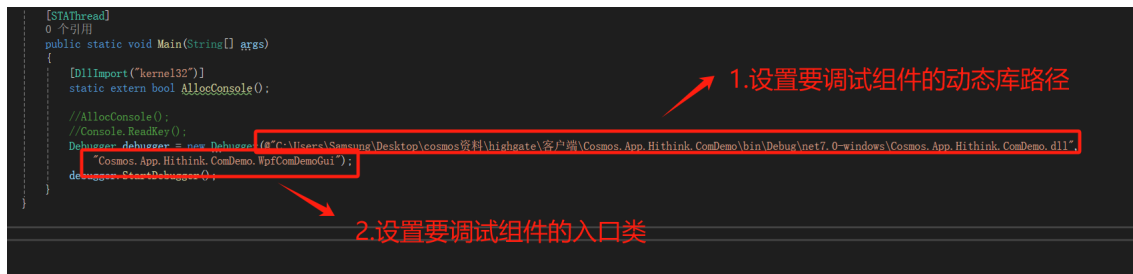 [STAThread]
0 个引用
public static void Main(String[] args)
{
[DllImport("kernel32")]
static extern bool AllocConsole();
1.设置要调试组件的动态库路径
//AllocConsole();
//Console.ReadKey();
Debugger debugger = new Debugger(@"C:\Users\Samsung\Desktop\cosmos资料\highgate\客户端\Cosmos.App.Hithink.ComDemo\bin\Debug\net7.0-windows\Cosmos.App.Hithink.ComDemo.dll",
"Cosmos.App.Hithink.ComDemo.WpfComDemoGui");
debugger.StartDebugger();
}
}
2.设置要调试组件的入口类